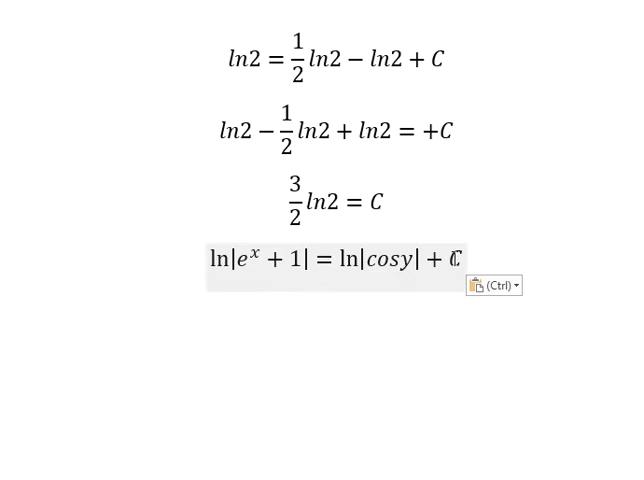 ln2 = 1/2 ln2 − ln2 + C
ln2 − 1/2 ln2 + ln2 = +C
3/2 ln2 = C
ln|e^x + 1| = ln|cosy| + C
(Ctrl)